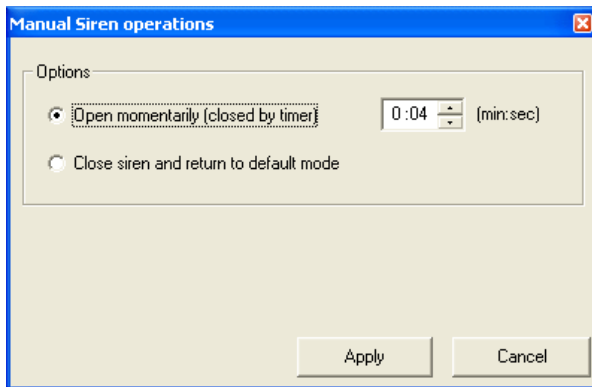 Manual Siren operations
Options
Open momentarily (closed by timer) 0:04 (min:sec)
Close siren and return to default mode
Apply Cancel